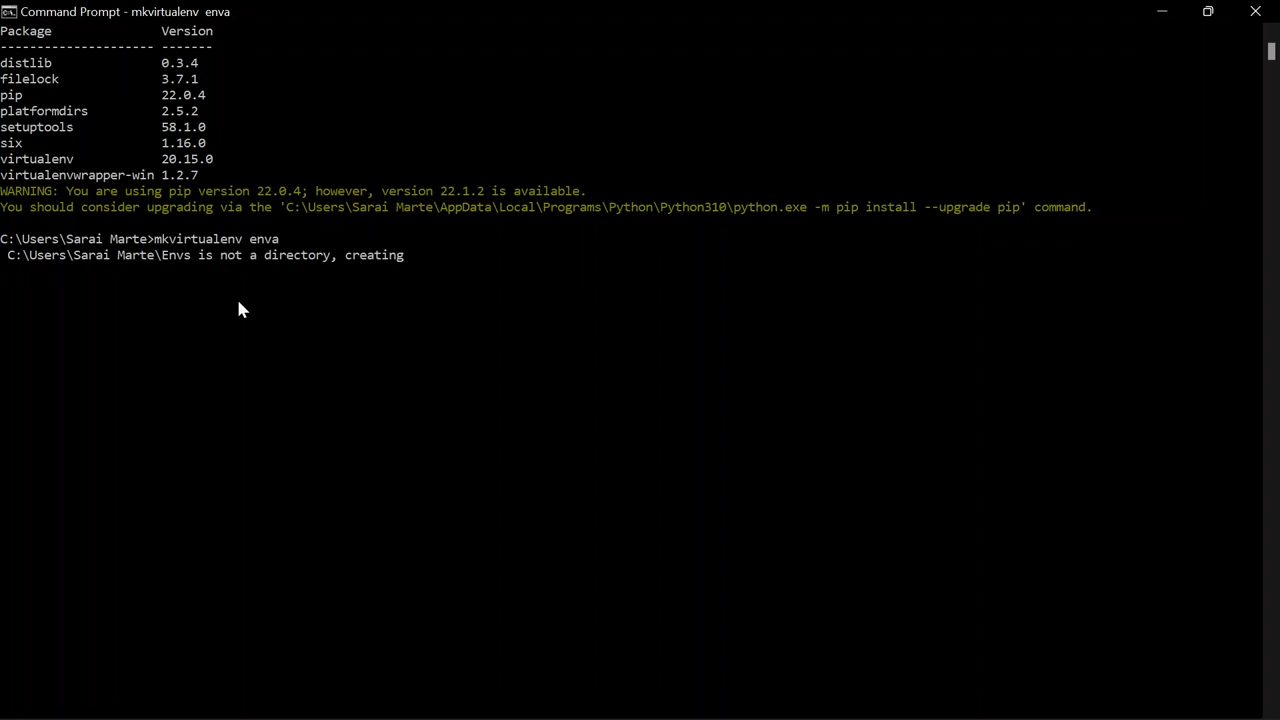 Command Prompt - mkvirtualenv  enva
Package               Version
--------------------- -------
distlib               0.3.4
filelock              3.7.1
pip                   22.0.4
platformdirs          2.5.2
setuptools            58.1.0
six                   1.16.0
virtualenv            20.15.0
virtualenvwrapper-win 1.2.7
WARNING: You are using pip version 22.0.4; however, version 22.1.2 is available.
You should consider upgrading via the 'C:\Users\Sarai Marte\AppData\Local\Programs\Python\Python310\python.exe -m pip install --upgrade pip' command.
C:\Users\Sarai Marte>mkvirtualenv enva
C:\Users\Sarai Marte\Envs is not a directory, creating